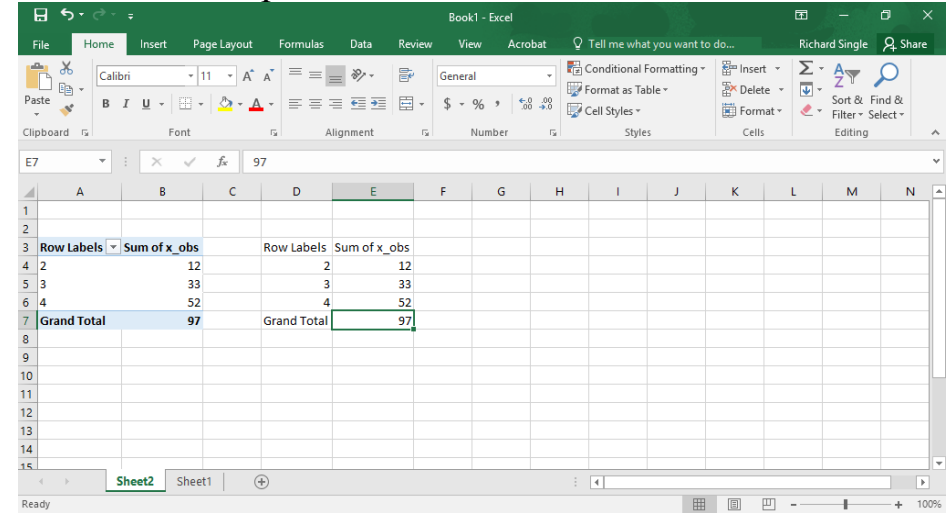 Book1 - Excel
File Home Insert Page Layout Formulas Data Review View Acrobat Tell me what you want to do... Richard Single Share
Calibri 11 A A General Conditional Formatting Insert Σ A Z
Paste B I U A $ % , .0 .00 Format as Table Delete Sort & Find &
Cell Styles Format Filter Select
Clipboard Font Alignment Number Styles Cells Editing
E7 fx 97
A B C D E F G H I J K L M N
1
2
3 Row Labels Sum of x_obs Row Labels Sum of x_obs
4 2 12 2 12
5 3 33 3 33
6 4 52 4 52
7 Grand Total 97 Grand Total 97
8
9
10
11
12
13
14
15
Sheet2 Sheet1
Ready 100%